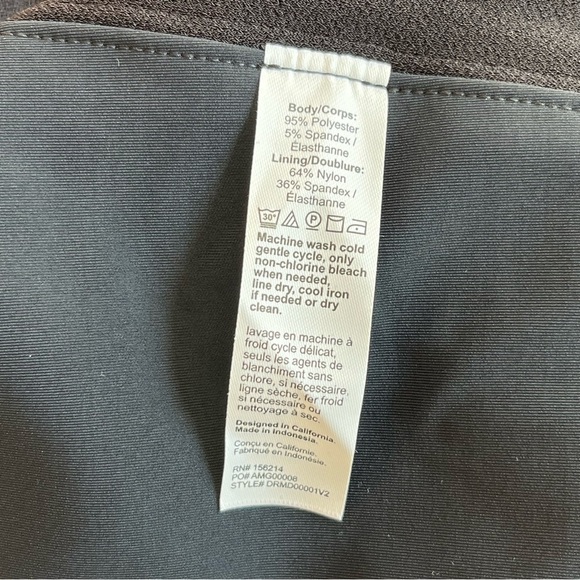 Body/Corps:
95% Polyester
5% Spandex /
Élasthanne
Lining/Doublure:
64% Nylon
36% Spandex /
Élasthanne
30° P
Machine wash cold
gentle cycle, only
non-chlorine bleach
when needed,
line dry, cool iron
if needed or dry
clean.
lavage en machine à
froid cycle délicat,
seuls les agents de
blanchiment sans
chlore, si nécessaire,
ligne sèche, fer froid
si nécessaire ou
nettoyage à sec.
Designed in California.
Made in Indonesia.
Conçu en Californie.
Fabriqué en Indonésie.
RN# 156214
PO# AMG00008
STYLE# DRMD00001V2